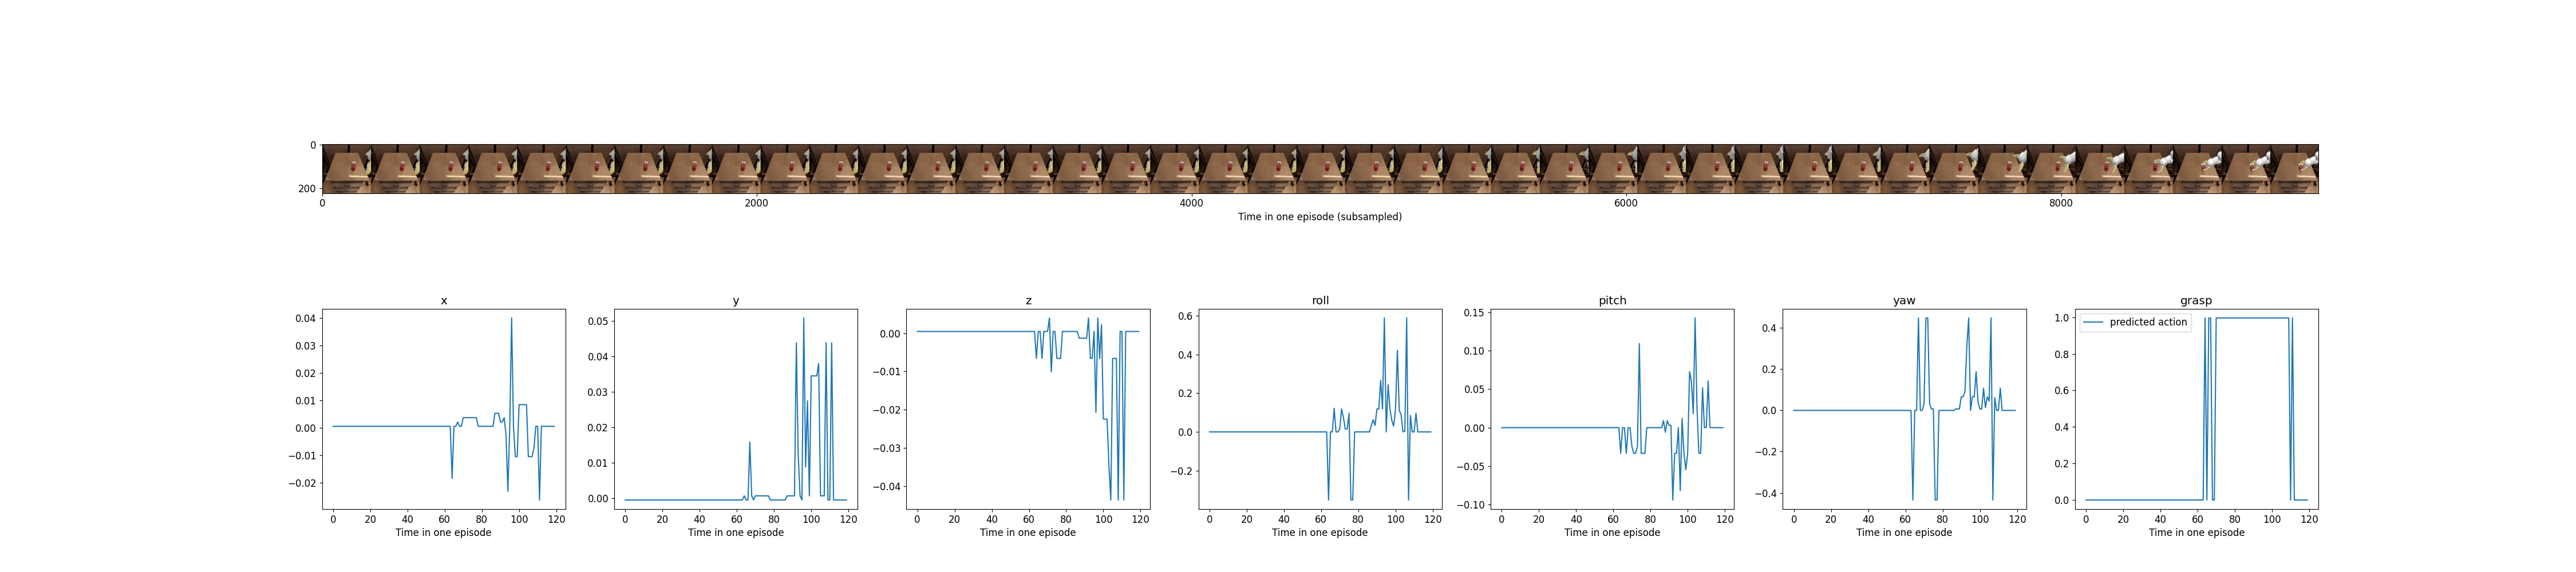 0
200
0 2000 4000 6000 8000
Time in one episode (subsampled)
x y z roll pitch yaw grasp
0.04
0.03
0.02
0.01
0.00
−0.01
−0.02
0 20 40 60 80 100 120
Time in one episode
0.05
0.04
0.03
0.02
0.01
0.00
0 20 40 60 80 100 120
Time in one episode
0.00
−0.01
−0.02
−0.03
−0.04
0 20 40 60 80 100 120
Time in one episode
0.6
0.4
0.2
0.0
−0.2
0 20 40 60 80 100 120
Time in one episode
0.15
0.10
0.05
0.00
−0.05
−0.10
0 20 40 60 80 100 120
Time in one episode
0.4
0.2
0.0
−0.2
−0.4
0 20 40 60 80 100 120
Time in one episode
predicted action
1.0
0.8
0.6
0.4
0.2
0.0
0 20 40 60 80 100 120
Time in one episode